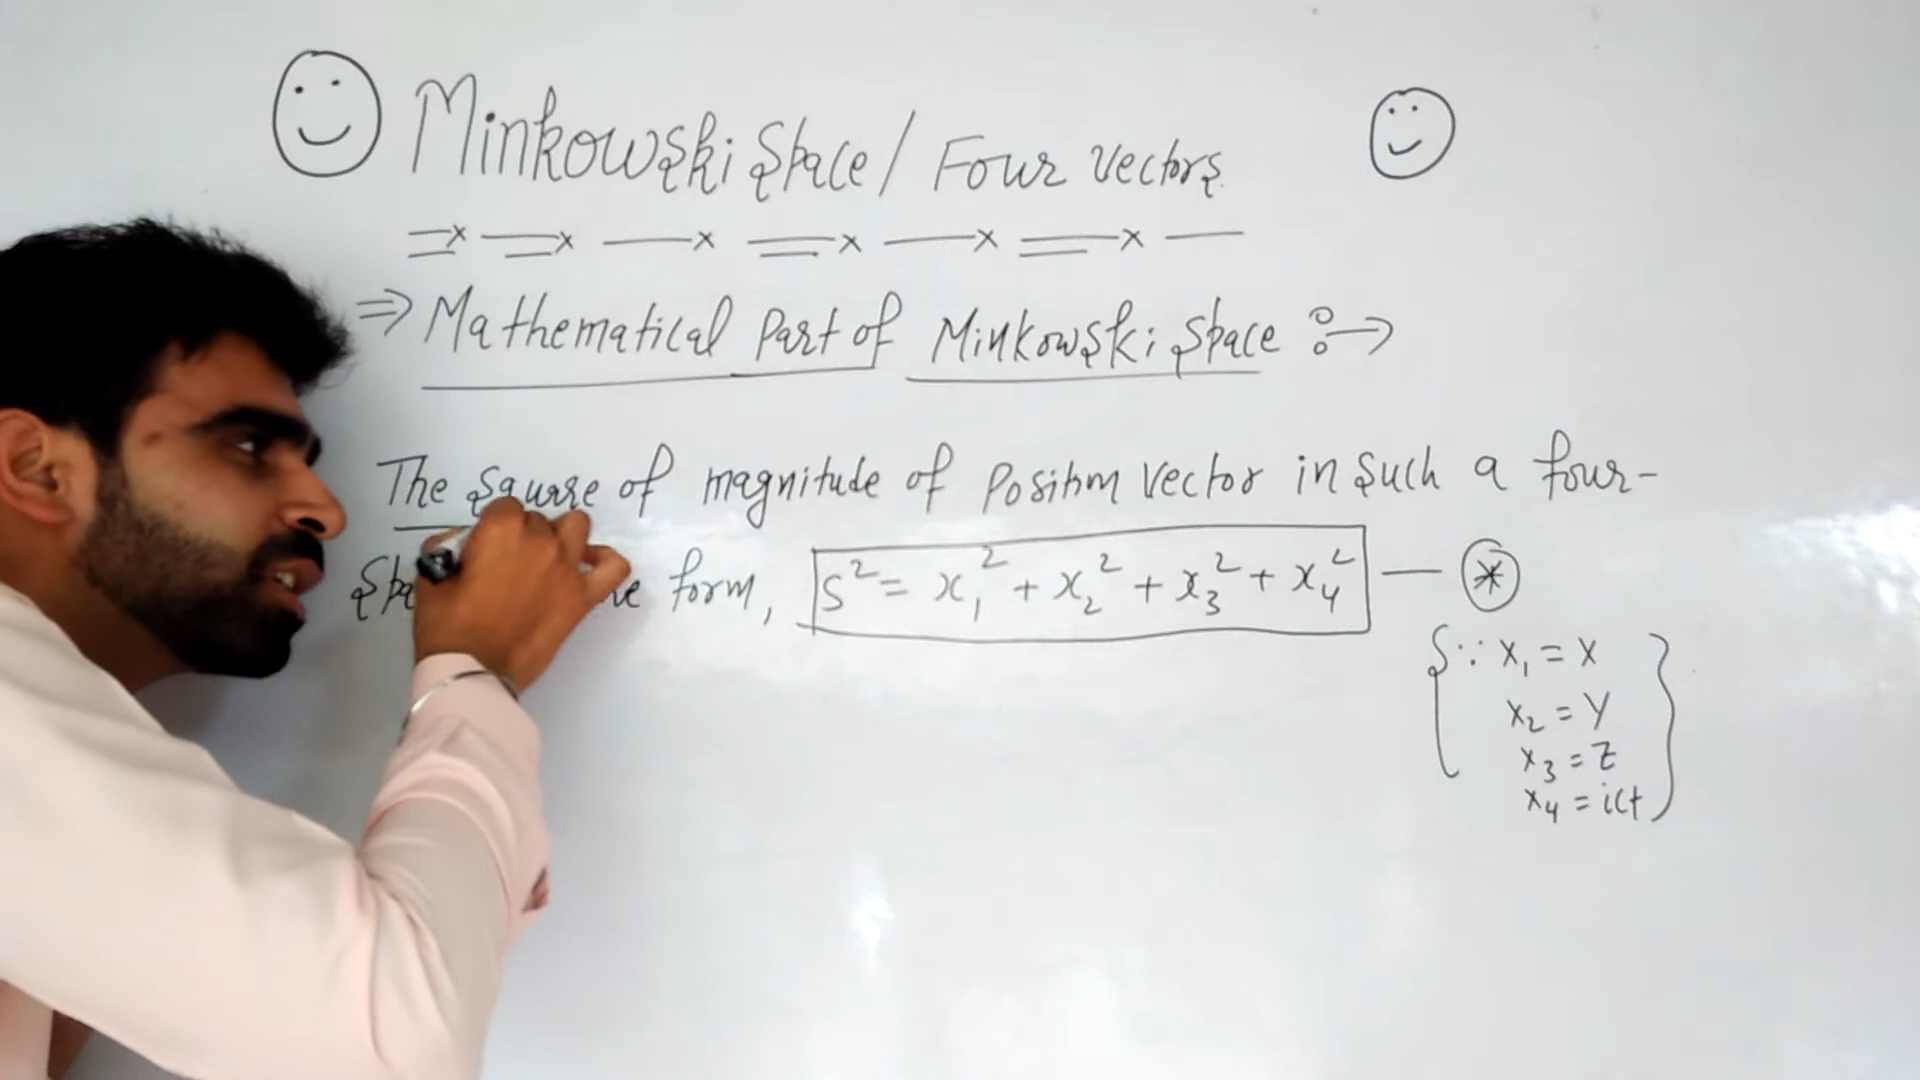 Minkowski Space / Four Vectors
⇒ Mathematical Part of Minkowski Space :→
The square of magnitude of Position Vector in such a four-
form, S² = x₁² + x₂² + x₃² + x₄² — ⊛
{∵ x₁ = x
x₂ = y
x₃ = z
x₄ = ict}